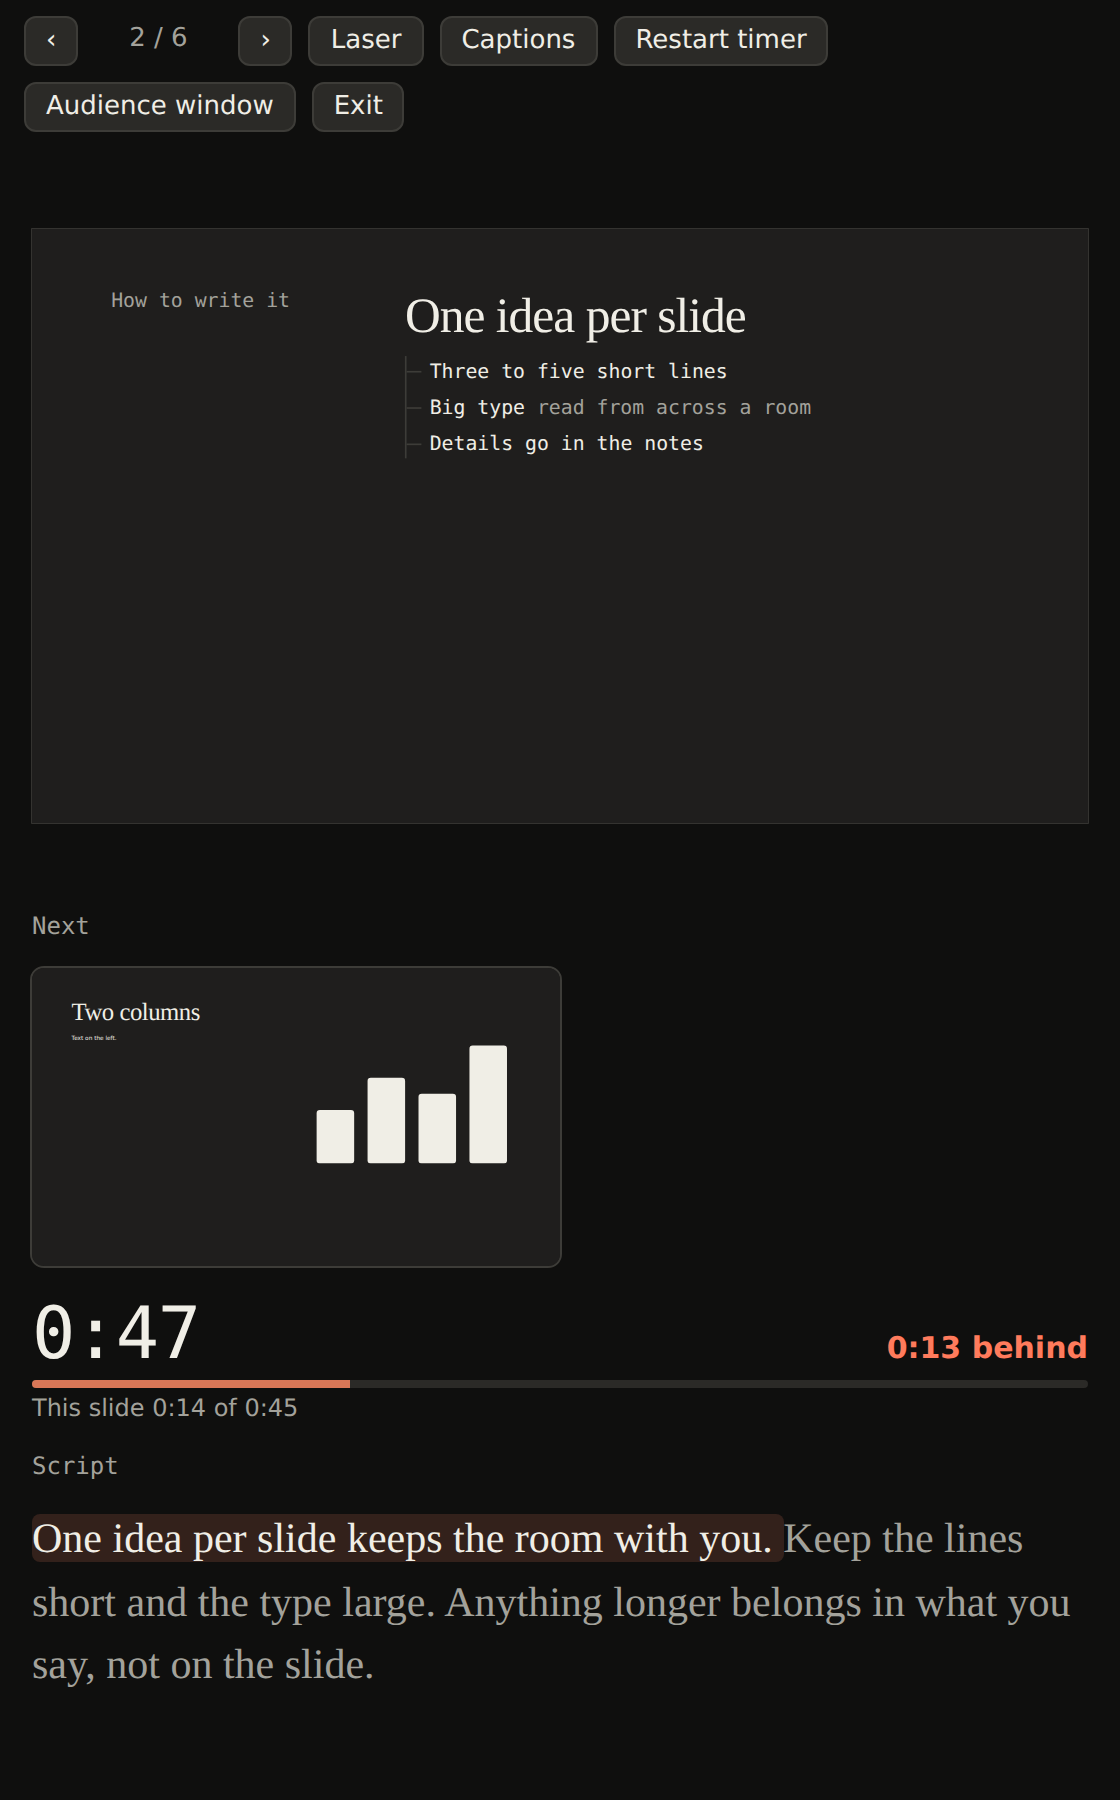 ‹ 2 / 6 › Laser Captions Restart timer
Audience window Exit
How to write it
One idea per slide
Three to five short lines
Big type read from across a room
Details go in the notes
Next
Two columns
Text on the left.
0:47
0:13 behind
This slide 0:14 of 0:45
Script
One idea per slide keeps the room with you. Keep the lines
short and the type large. Anything longer belongs in what you
say, not on the slide.